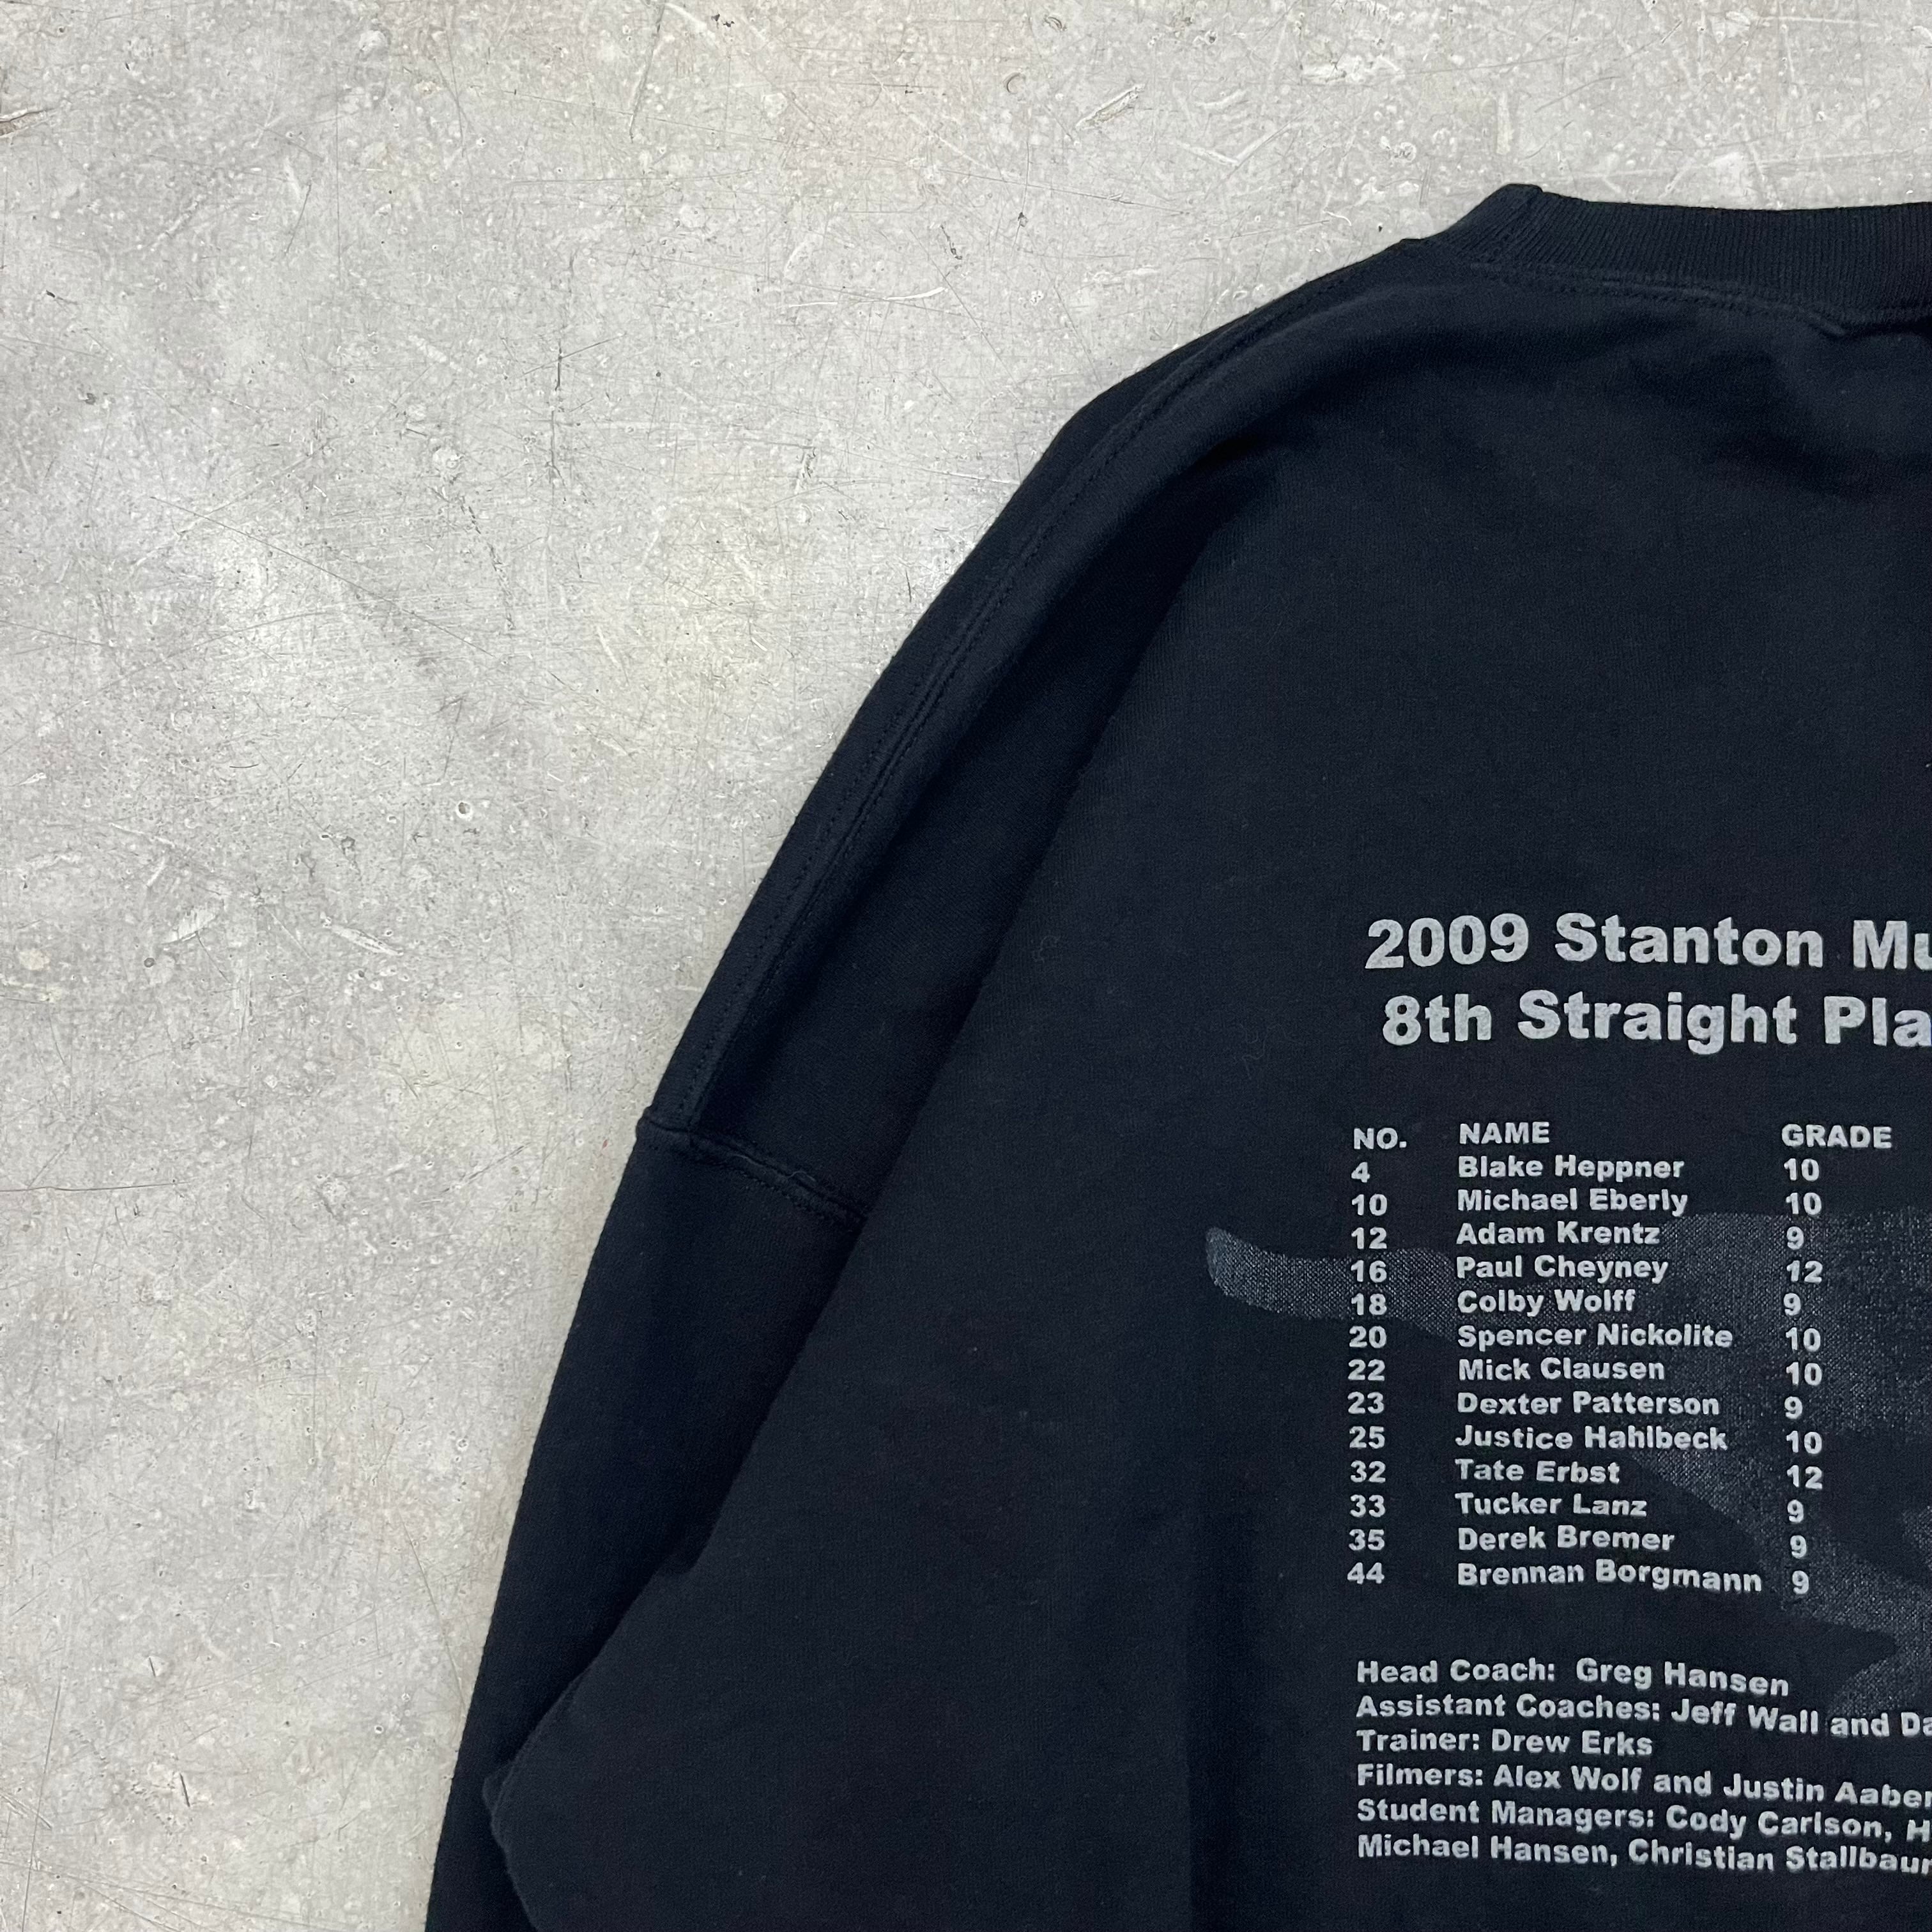 2009 Stanton Mu
8th Straight Pla
NO. NAME GRADE
4 Blake Heppner 10
10 Michael Eberly 10
12 Adam Krentz 9
16 Paul Cheyney 12
18 Colby Wolff 9
20 Spencer Nickolite 10
22 Mick Clausen 10
23 Dexter Patterson 9
25 Justice Hahlbeck 10
32 Tate Erbst 12
33 Tucker Lanz 9
35 Derek Bremer 9
44 Brennan Borgmann 9
Head Coach: Greg Hansen
Assistant Coaches: Jeff Wall and Da
Trainer: Drew Erks
Filmers: Alex Wolf and Justin Aaber
Student Managers: Cody Carlson, H
Michael Hansen, Christian Stallbaum